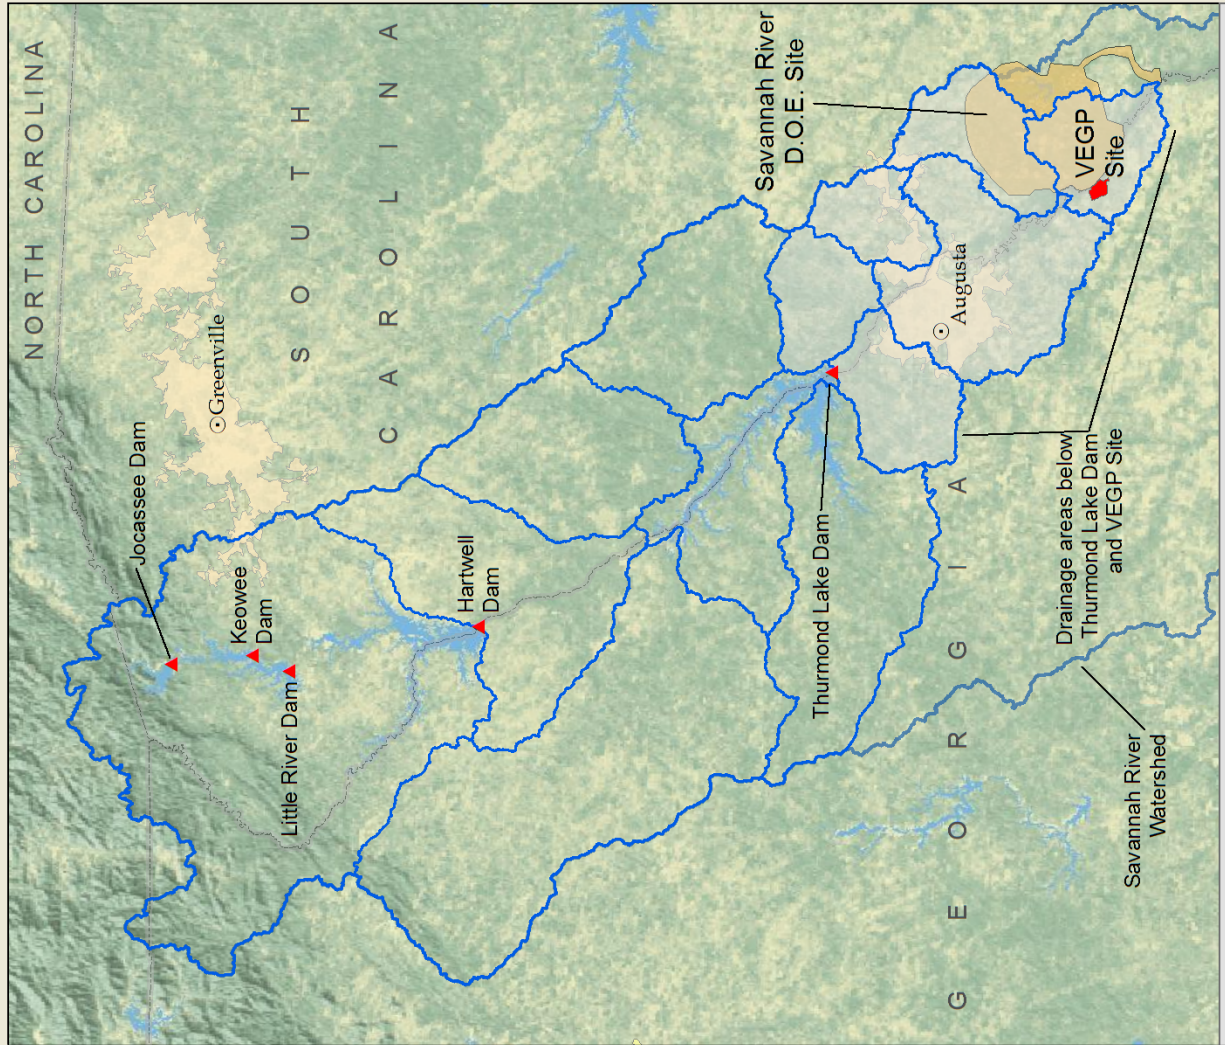 NORTH CAROLINA
SOUTH
CAROLINA
GEORGIA
Greenville
Jocassee Dam
Keowee
Dam
Little River Dam
Hartwell
Dam
Savannah River
D.O.E. Site
VEGP
Site
Augusta
Thurmond Lake Dam
Drainage areas below
Thurmond Lake Dam
and VEGP Site
Savannah River
Watershed